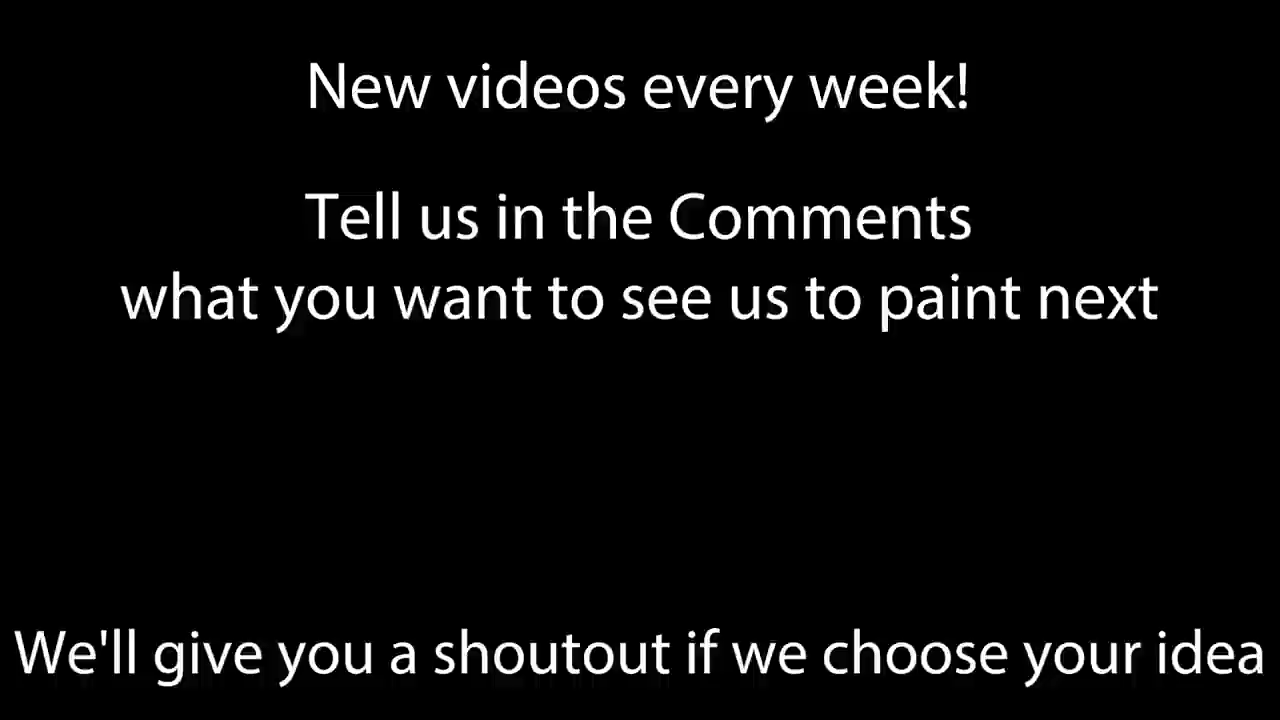 New videos every week!
Tell us in the Comments
what you want to see us to paint next
We'll give you a shoutout if we choose your idea